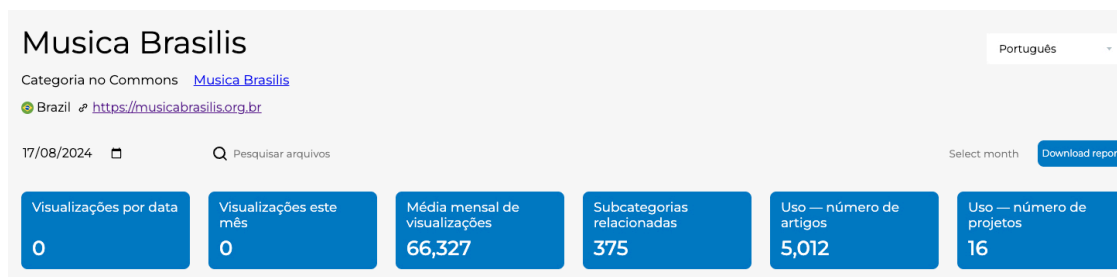 Musica Brasilis
Português
Categoria no Commons Musica Brasilis
Brazil https://musicabrasilis.org.br
17/08/2024 Pesquisar arquivos Select month Download repor
Visualizações por data
0
Visualizações este
mês
0
Média mensal de
visualizações
66,327
Subcategorias
relacionadas
375
Uso — número de
artigos
5,012
Uso — número de
projetos
16